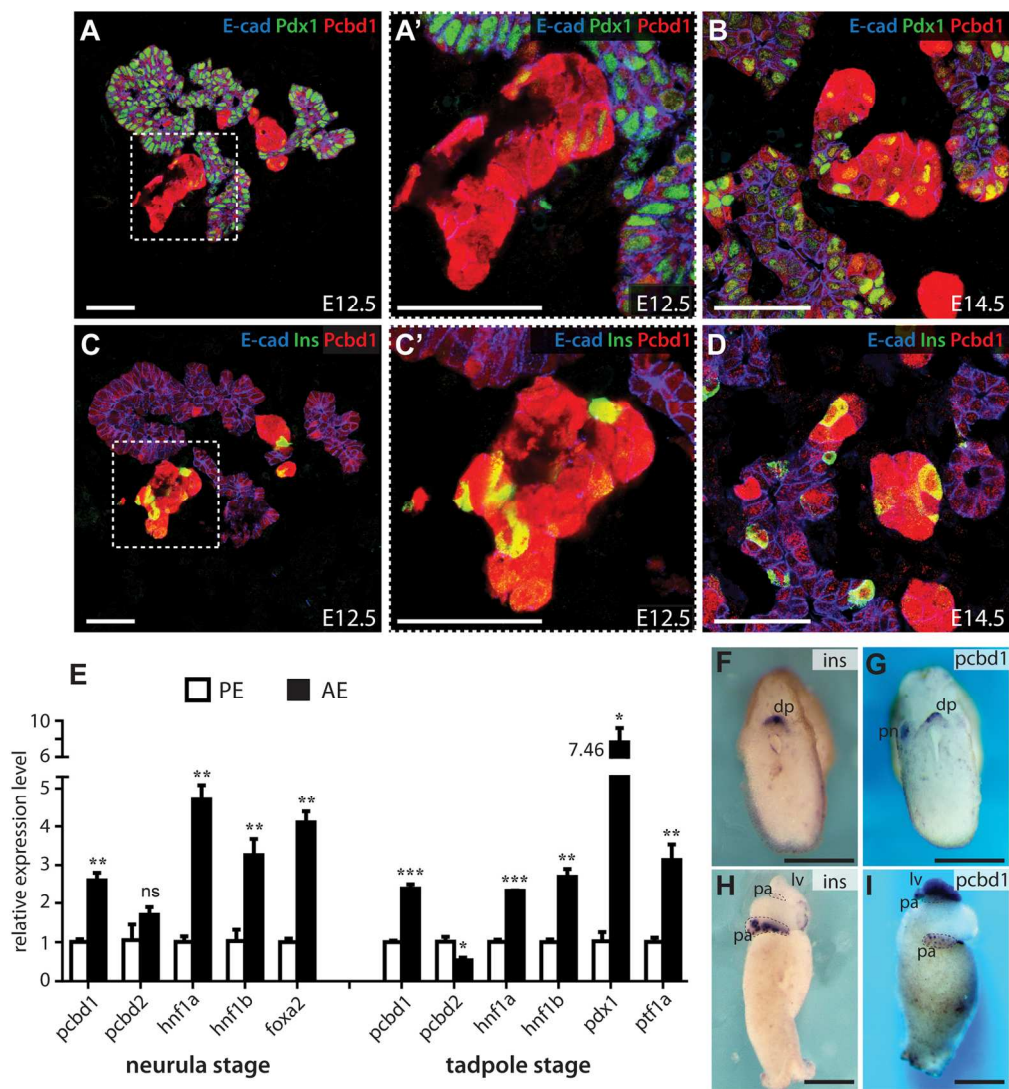 A E-cad Pdx1 Pcbd1
E12.5
A' E-cad Pdx1 Pcbd1
E12.5
B E-cad Pdx1 Pcbd1
E14.5
C E-cad Ins Pcbd1
E12.5
C' E-cad Ins Pcbd1
E12.5
D E-cad Ins Pcbd1
E14.5
E
PE AE
relative expression level
10
6
5
4
3
2
1
0
** ns ** ** ** *** * *** ** * **
7.46
pcbd1 pcbd2 hnf1a hnf1b foxa2 pcbd1 pcbd2 hnf1a hnf1b pdx1 ptf1a
neurula stage tadpole stage
F ins
dp
G pcbd1
dp
pn
H ins
lv
pa
pa
I pcbd1
lv
pa
pa